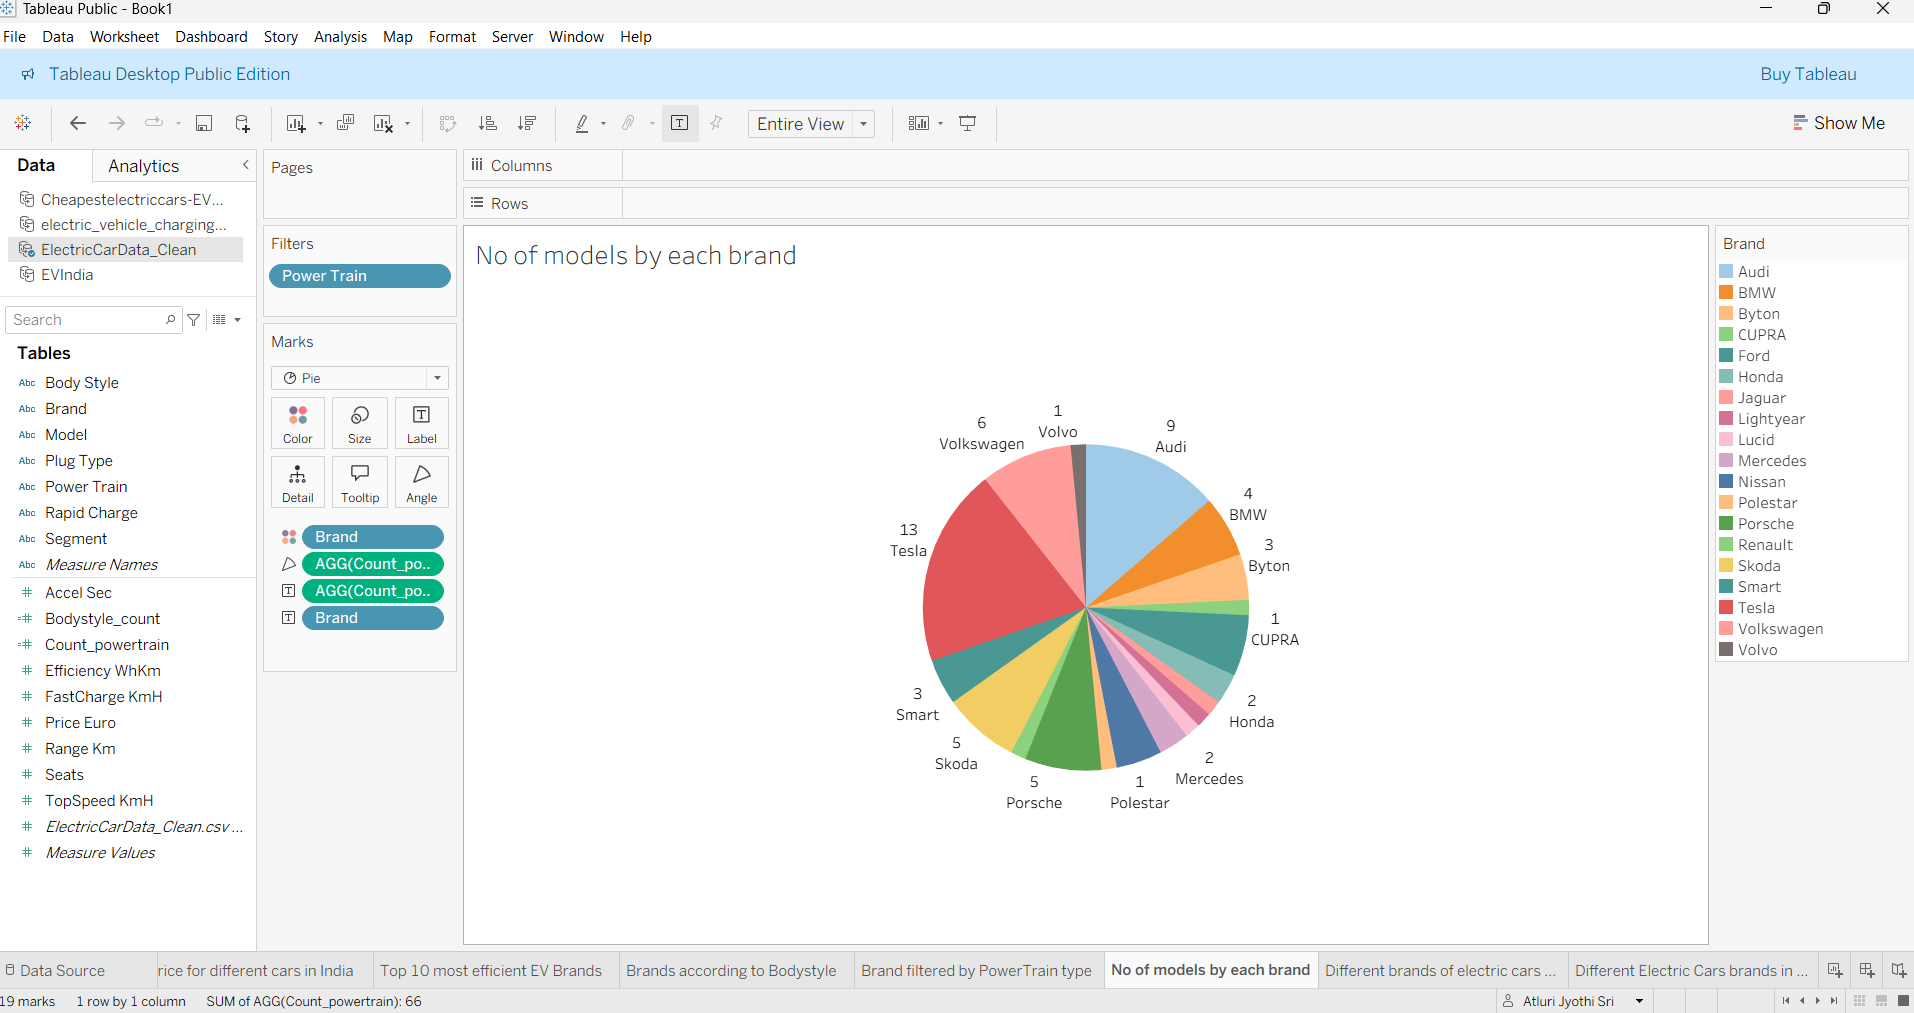 Tableau Public - Book1
File Data Worksheet Dashboard Story Analysis Map Format Server Window Help
Tableau Desktop Public Edition
Buy Tableau
Entire View
Show Me
Data
Analytics
Cheapestelectriccars-EV...
electric_vehicle_charging...
ElectricCarData_Clean
EVIndia
Search
Tables
Abc Body Style
Abc Brand
Abc Model
Abc Plug Type
Abc Power Train
Abc Rapid Charge
Abc Segment
Abc Measure Names
# Accel Sec
=# Bodystyle_count
=# Count_powertrain
# Efficiency WhKm
# FastCharge KmH
# Price Euro
# Range Km
# Seats
# TopSpeed KmH
# ElectricCarData_Clean.csv ...
# Measure Values
Pages
Filters
Power Train
Marks
Pie
Color Size Label
Detail Tooltip Angle
Brand
AGG(Count_po..
AGG(Count_po..
Brand
Columns
Rows
No of models by each brand
1
Volvo
9
Audi
4
BMW
3
Byton
1
CUPRA
2
Honda
2
Mercedes
1
Polestar
5
Porsche
5
Skoda
3
Smart
13
Tesla
6
Volkswagen
Brand
Audi
BMW
Byton
CUPRA
Ford
Honda
Jaguar
Lightyear
Lucid
Mercedes
Nissan
Polestar
Porsche
Renault
Skoda
Smart
Tesla
Volkswagen
Volvo
Data Source
rice for different cars in India
Top 10 most efficient EV Brands
Brands according to Bodystyle
Brand filtered by PowerTrain type
No of models by each brand
Different brands of electric cars ...
Different Electric Cars brands in ...
19 marks 1 row by 1 column SUM of AGG(Count_powertrain): 66
Atluri Jyothi Sri